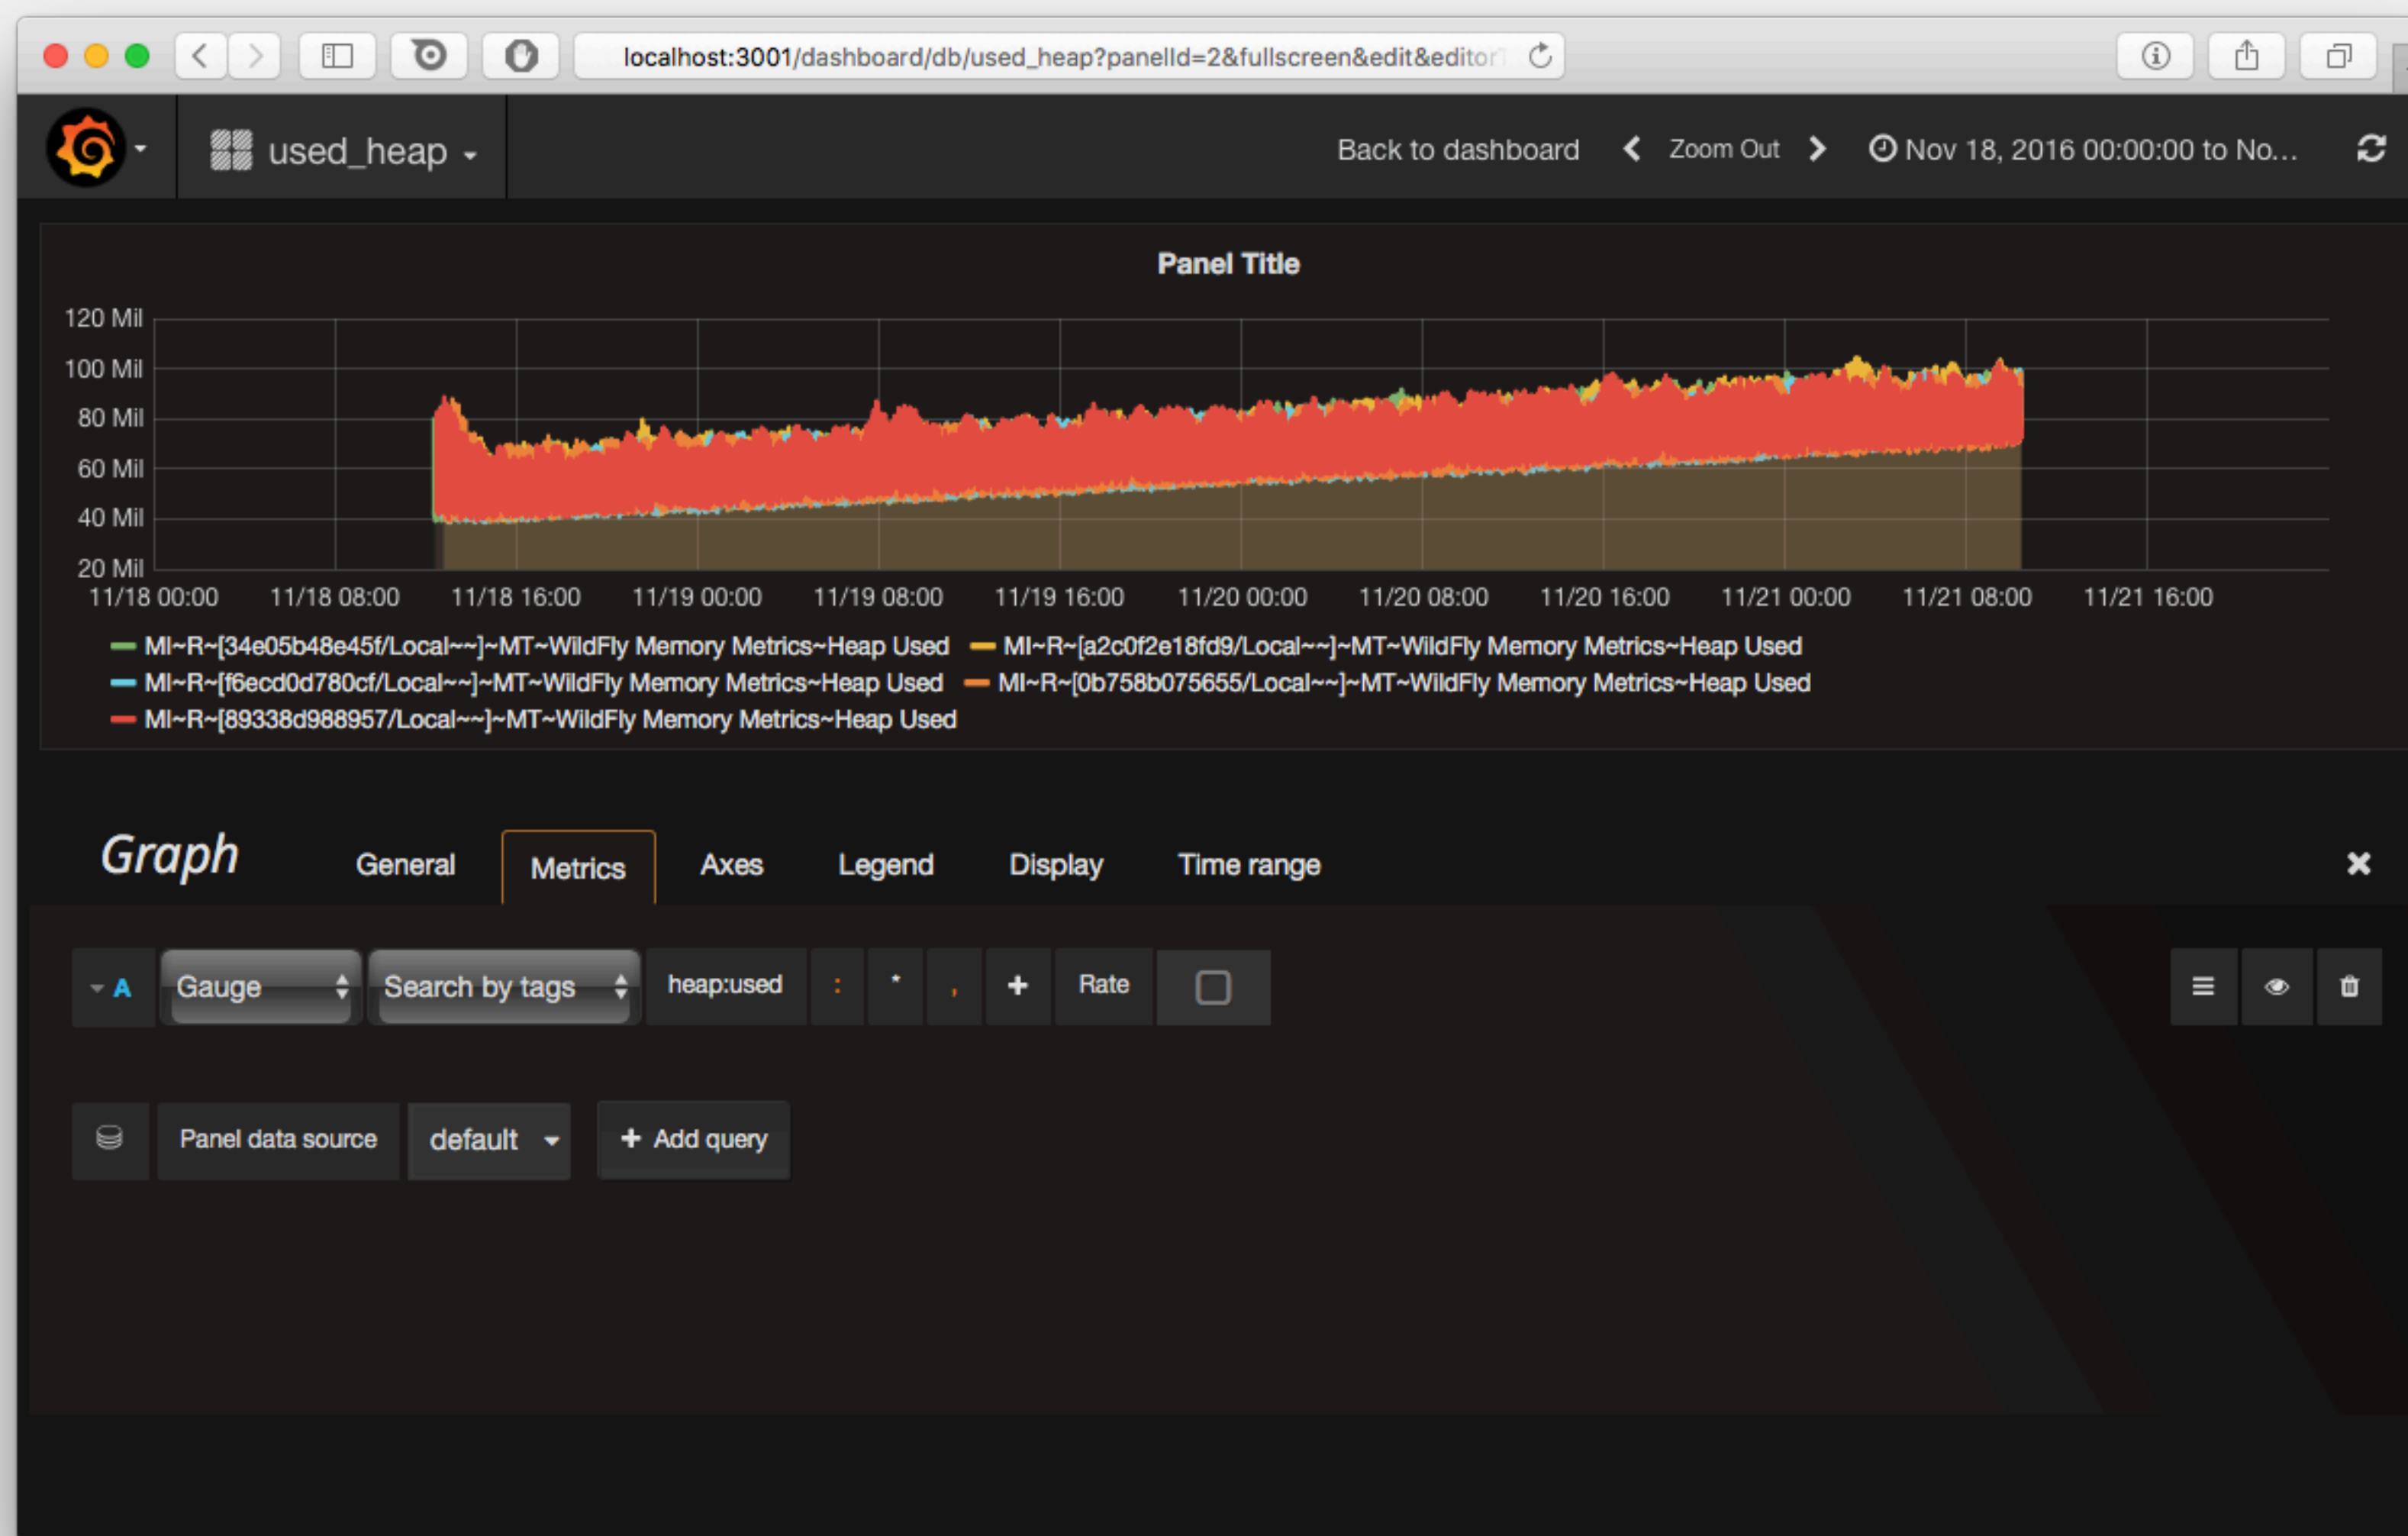 localhost:3001/dashboard/db/used_heap?panelId=2&fullscreen&edit&editor
used_heap
Back to dashboard
Zoom Out
Nov 18, 2016 00:00:00 to No...
Panel Title
120 Mil
100 Mil
80 Mil
60 Mil
40 Mil
20 Mil
11/18 00:00 11/18 08:00 11/18 16:00 11/19 00:00 11/19 08:00 11/19 16:00 11/20 00:00 11/20 08:00 11/20 16:00 11/21 00:00 11/21 08:00 11/21 16:00
MI~R~[34e05b48e45f/Local~~]~MT~WildFly Memory Metrics~Heap Used MI~R~[a2c0f2e18fd9/Local~~]~MT~WildFly Memory Metrics~Heap Used
MI~R~[f6ecd0d780cf/Local~~]~MT~WildFly Memory Metrics~Heap Used MI~R~[0b758b075655/Local~~]~MT~WildFly Memory Metrics~Heap Used
MI~R~[89338d988957/Local~~]~MT~WildFly Memory Metrics~Heap Used
Graph General Metrics Axes Legend Display Time range
A Gauge Search by tags heap:used : * , + Rate
Panel data source default + Add query